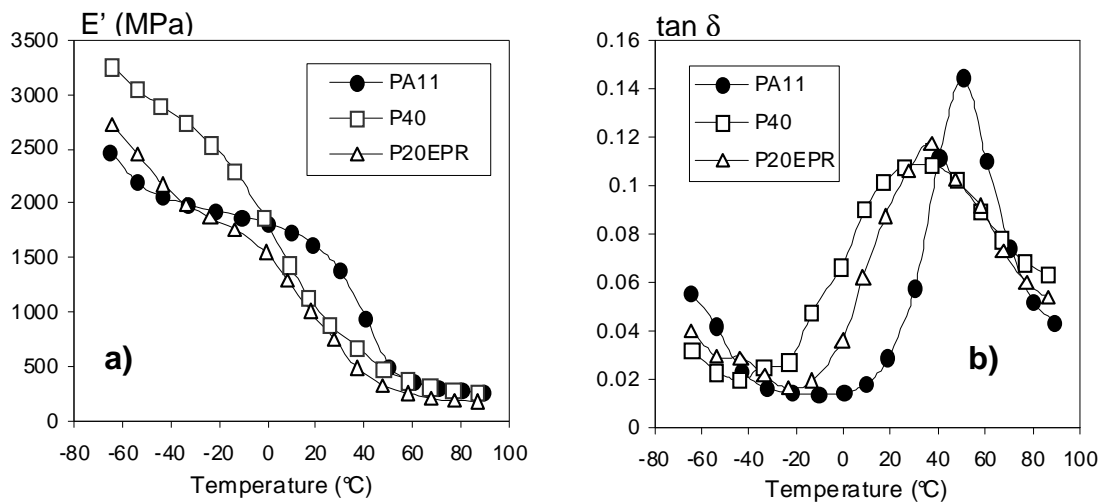 E’ (MPa)
3500
3000
2500
2000
1500
1000
500
0
-80 -60 -40 -20 0 20 40 60 80 100
Temperature (°C)
PA11
P40
P20EPR
a)
tan δ
0.16
0.14
0.12
0.1
0.08
0.06
0.04
0.02
0
-80 -60 -40 -20 0 20 40 60 80 100
Temperature (°C)
PA11
P40
P20EPR
b)